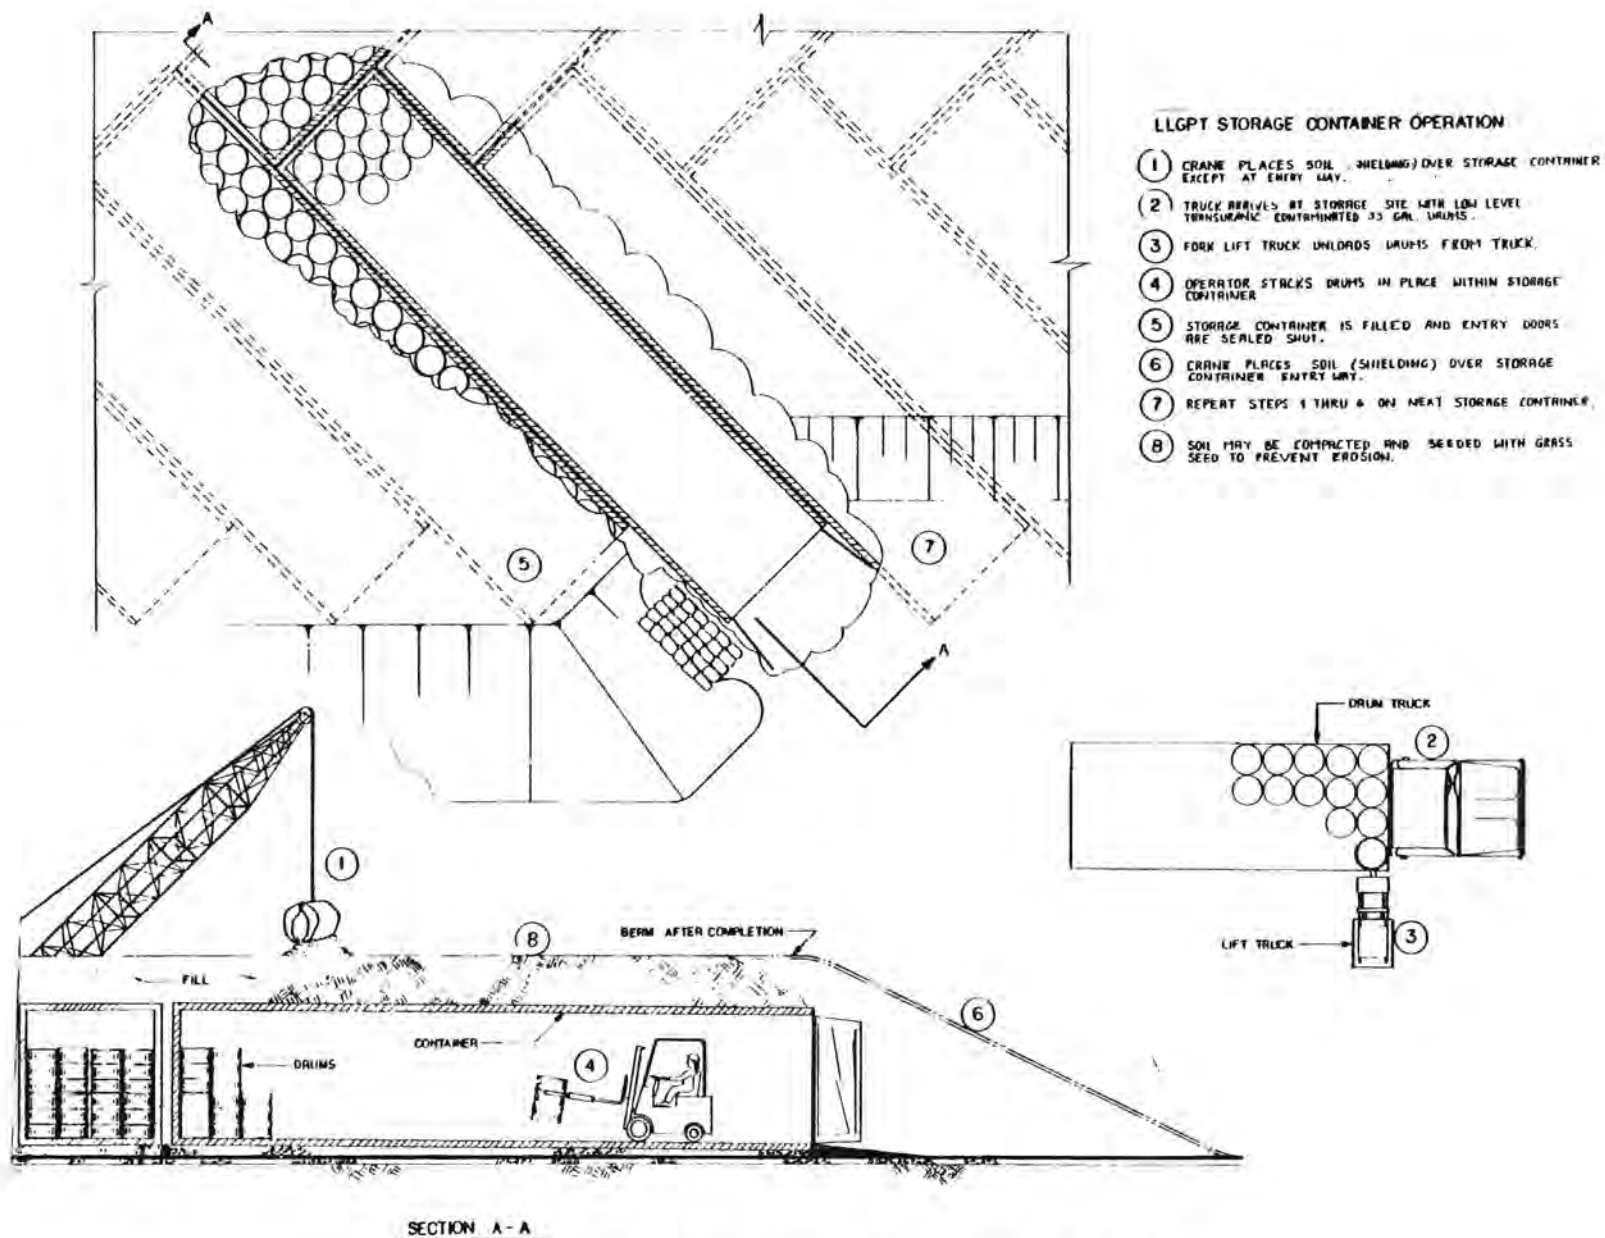 A
LLGPT STORAGE CONTAINER OPERATION
1 CRANE PLACES SOIL SHIELDING) OVER STORAGE CONTAINER
EXCEPT AT ENTRY WAY.
2 TRUCK ARRIVES AT STORAGE SITE WITH LOW LEVEL
TRANSURANIC CONTAMINATED 55 GAL DRUMS.
3 FORK LIFT TRUCK UNLOADS DRUMS FROM TRUCK.
4 OPERATOR STACKS DRUMS IN PLACE WITHIN STORAGE
CONTAINER
5 STORAGE CONTAINER IS FILLED AND ENTRY DOORS
ARE SEALED SHUT.
6 CRANE PLACES SOIL (SHIELDING) OVER STORAGE
CONTAINER ENTRY WAY.
7 REPEAT STEPS 1 THRU 6 ON NEXT STORAGE CONTAINER.
8 SOIL MAY BE COMPACTED AND SEEDED WITH GRASS
SEED TO PREVENT EROSION.
5
7
A
DRUM TRUCK
2
LIFT TRUCK
3
1
8
BERM AFTER COMPLETION
FILL
6
CONTAINER
DRUMS
4
SECTION A-A